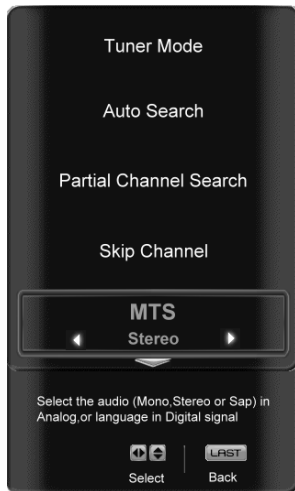 Tuner Mode
Auto Search
Partial Channel Search
Skip Channel
MTS
Stereo
Select the audio (Mono,Stereo or Sap) in
Analog,or language in Digital signal
LAST
Select Back